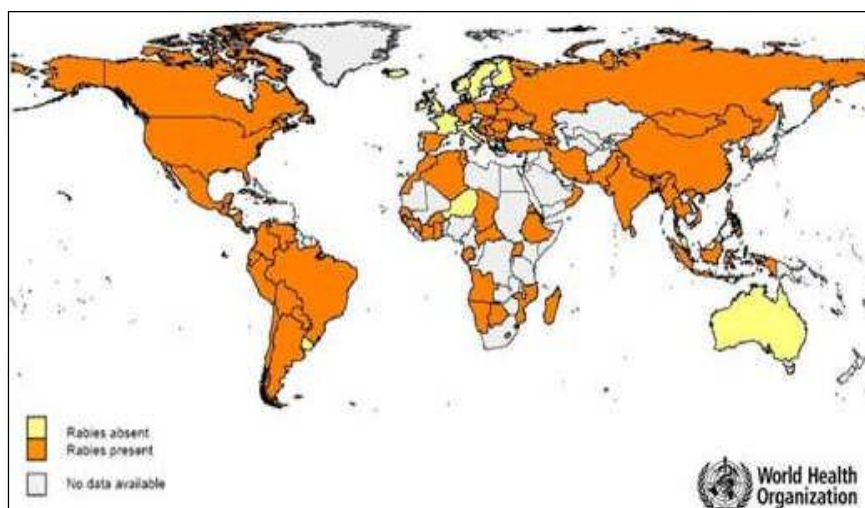 Rabies absent
Rabies present
No data available
World Health
Organization